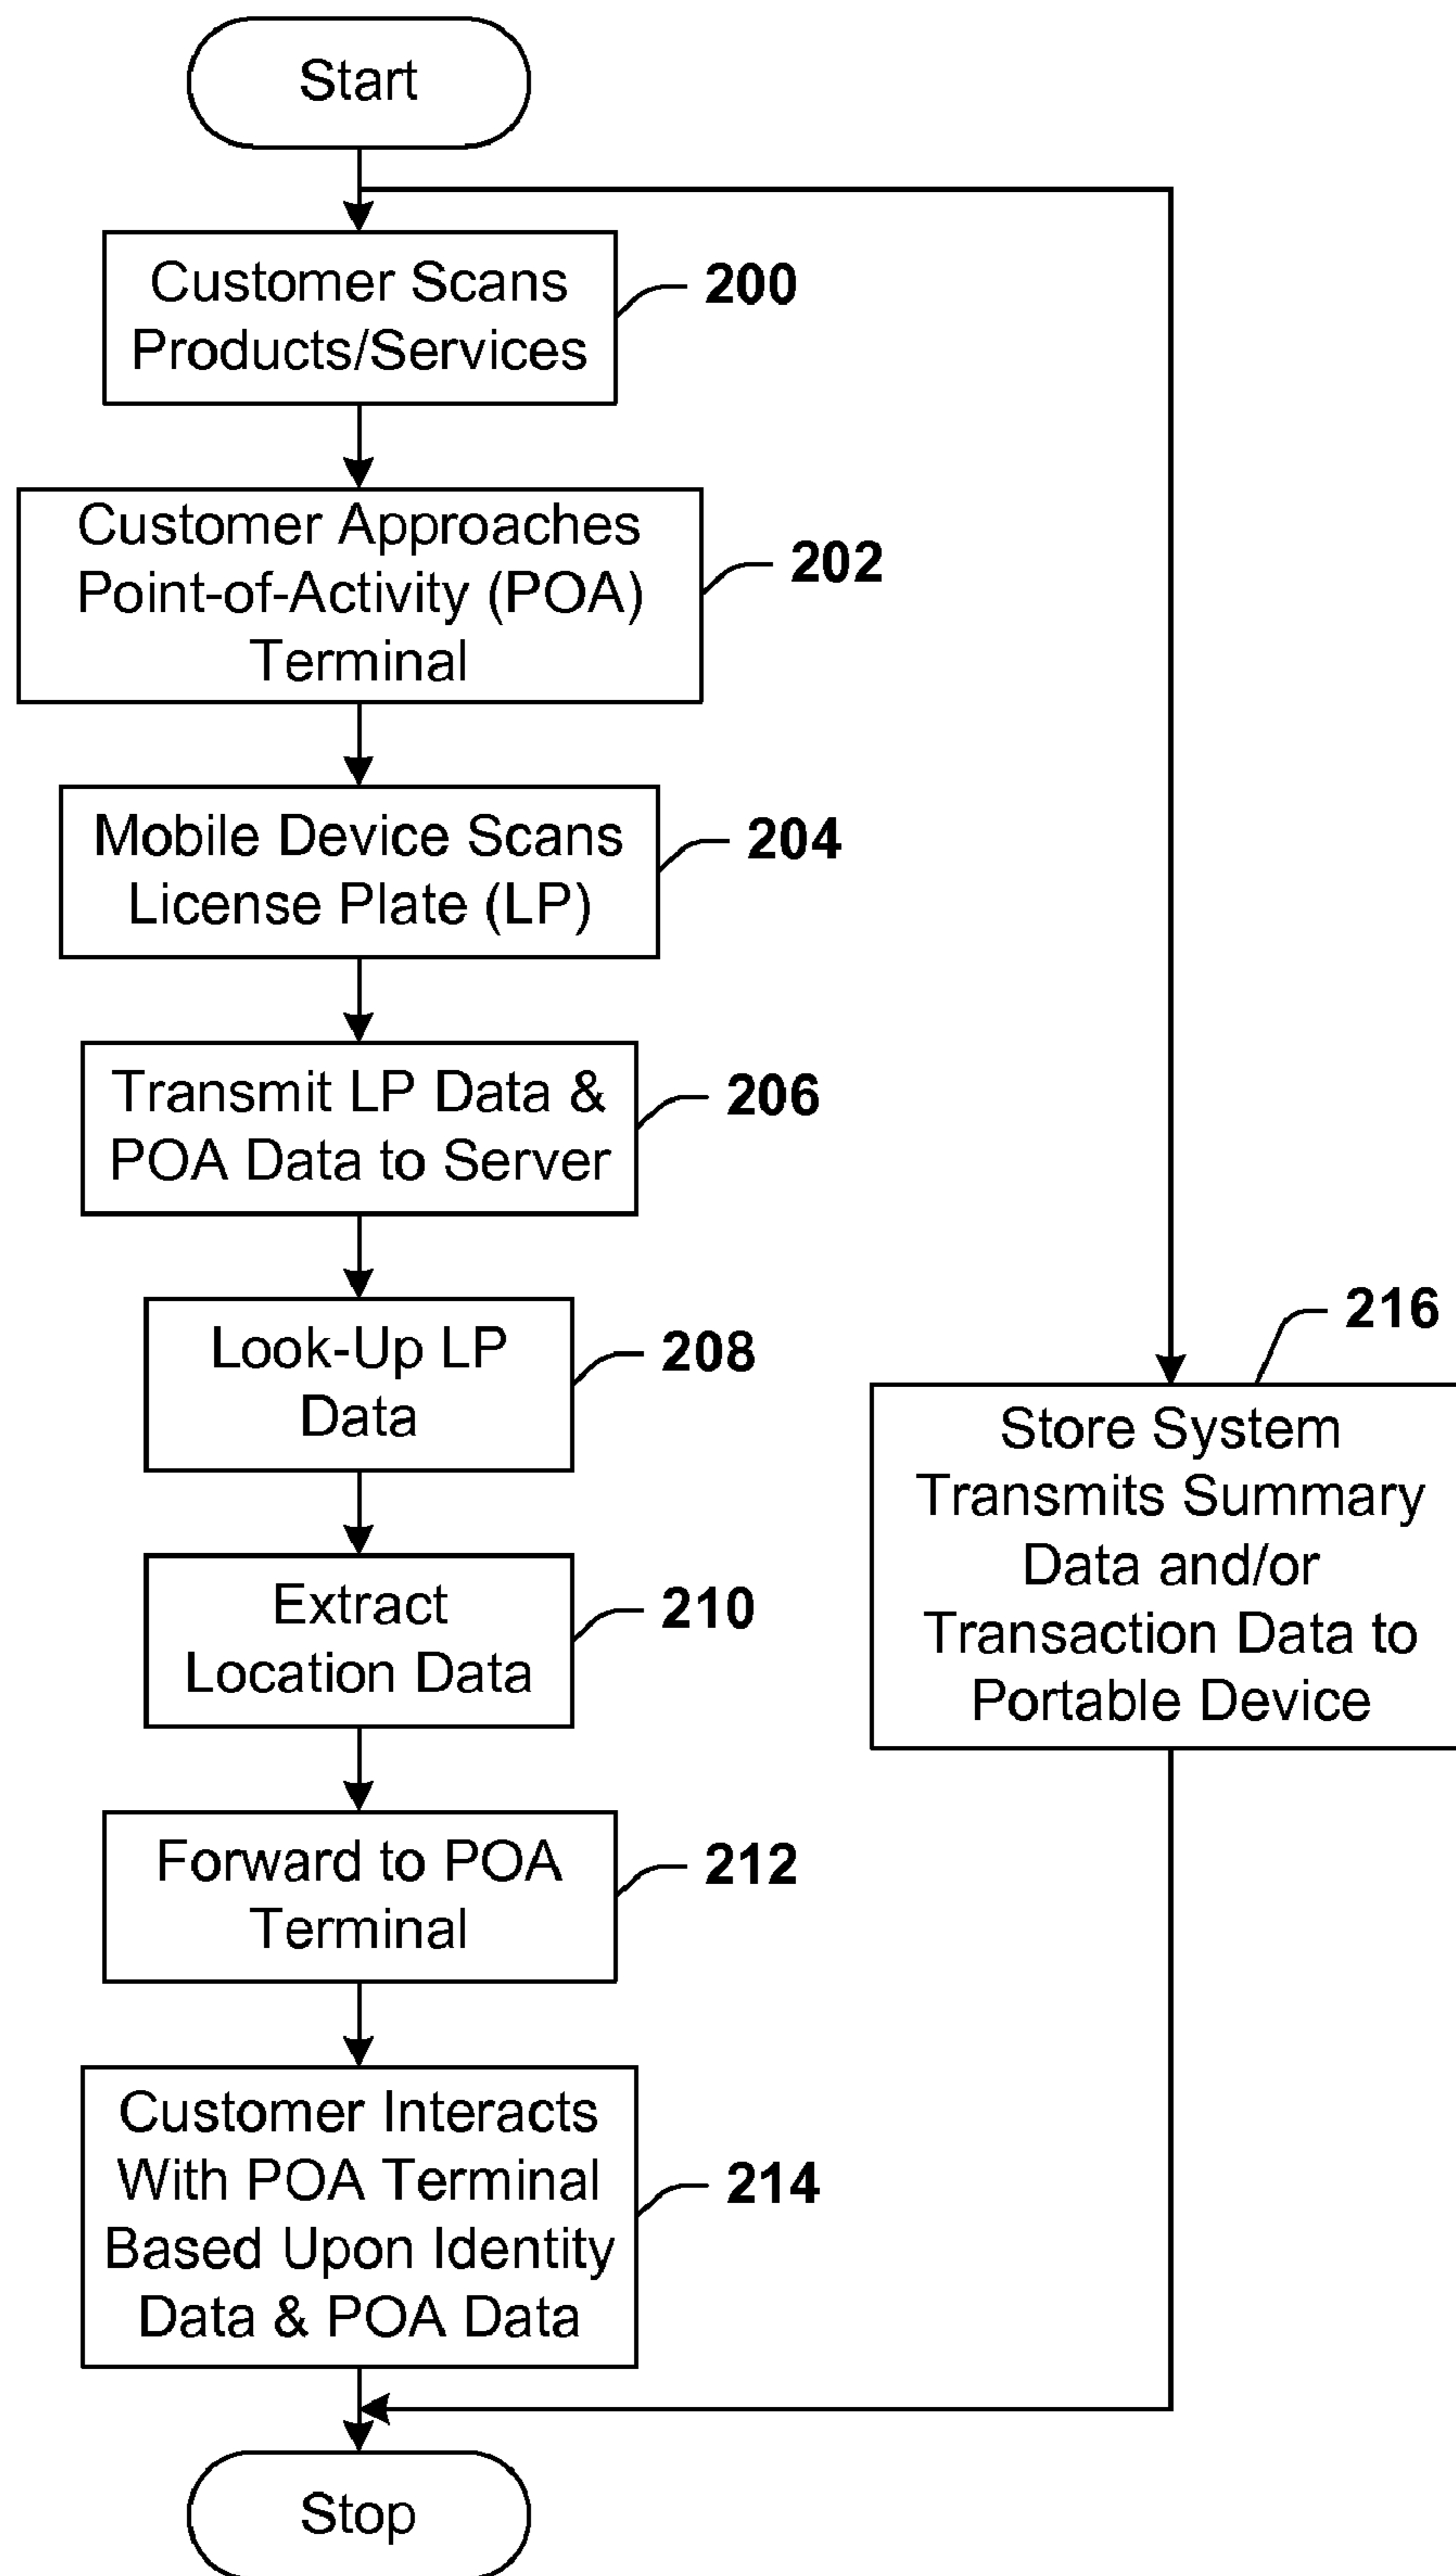 Start
Customer Scans
Products/Services
200
Customer Approaches
Point-of-Activity (POA)
Terminal
202
Mobile Device Scans
License Plate (LP)
204
Transmit LP Data &
POA Data to Server
206
Look-Up LP
Data
208
Extract
Location Data
210
Forward to POA
Terminal
212
Customer Interacts
With POA Terminal
Based Upon Identity
Data & POA Data
214
216
Store System
Transmits Summary
Data and/or
Transaction Data to
Portable Device
Stop